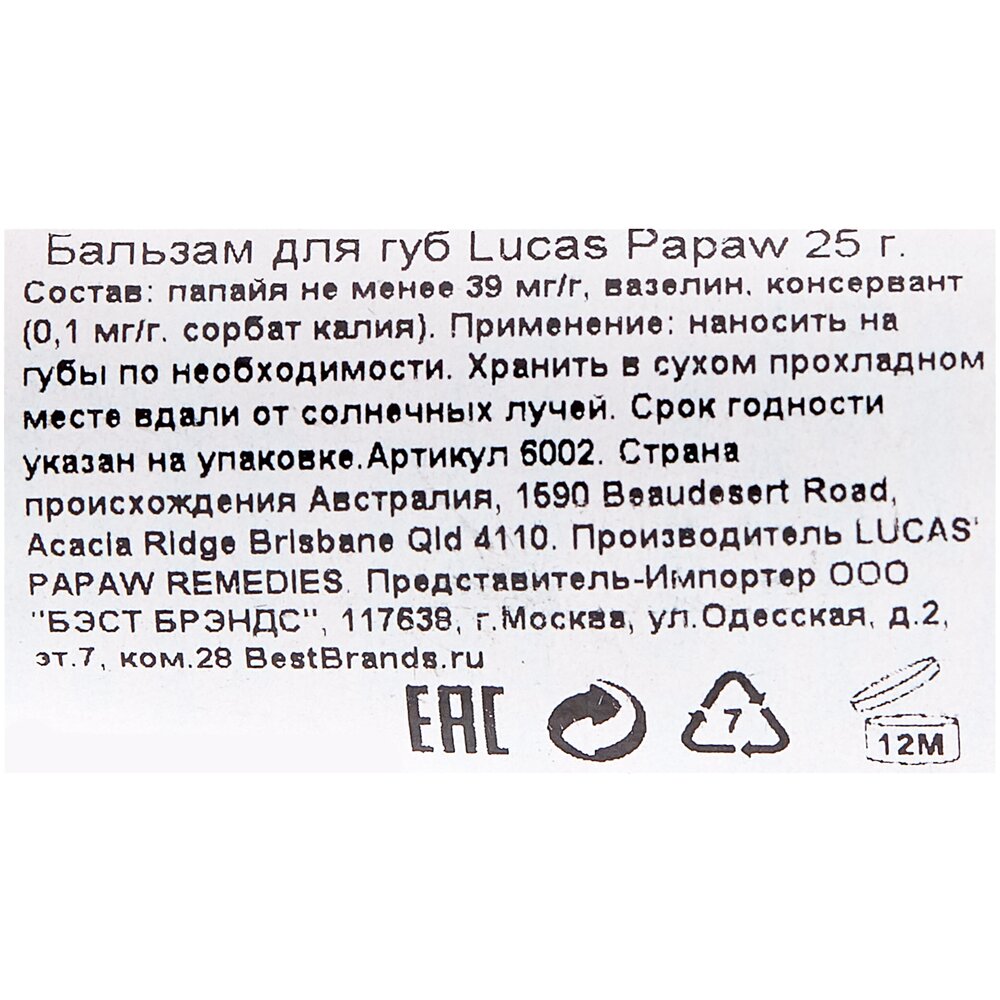 Бальзам для губ Lucas Papaw 25 г.
Состав: папайя не менее 39 мг/г, вазелин, консервант
(0,1 мг/г. сорбат калия). Применение: наносить на
губы по необходимости. Хранить в сухом прохладном
месте вдали от солнечных лучей. Срок годности
указан на упаковке.Артикул 6002. Страна
происхождения Австралия, 1590 Beaudesert Road,
Acacia Ridge Brisbane Qld 4110. Производитель LUCAS'
PAPAW REMEDIES. Представитель-Импортер ООО
"БЭСТ БРЭНДС", 117638, г.Москва, ул.Одесская, д.2,
эт.7, ком.28 BestBrands.ru
EAC
7
12M